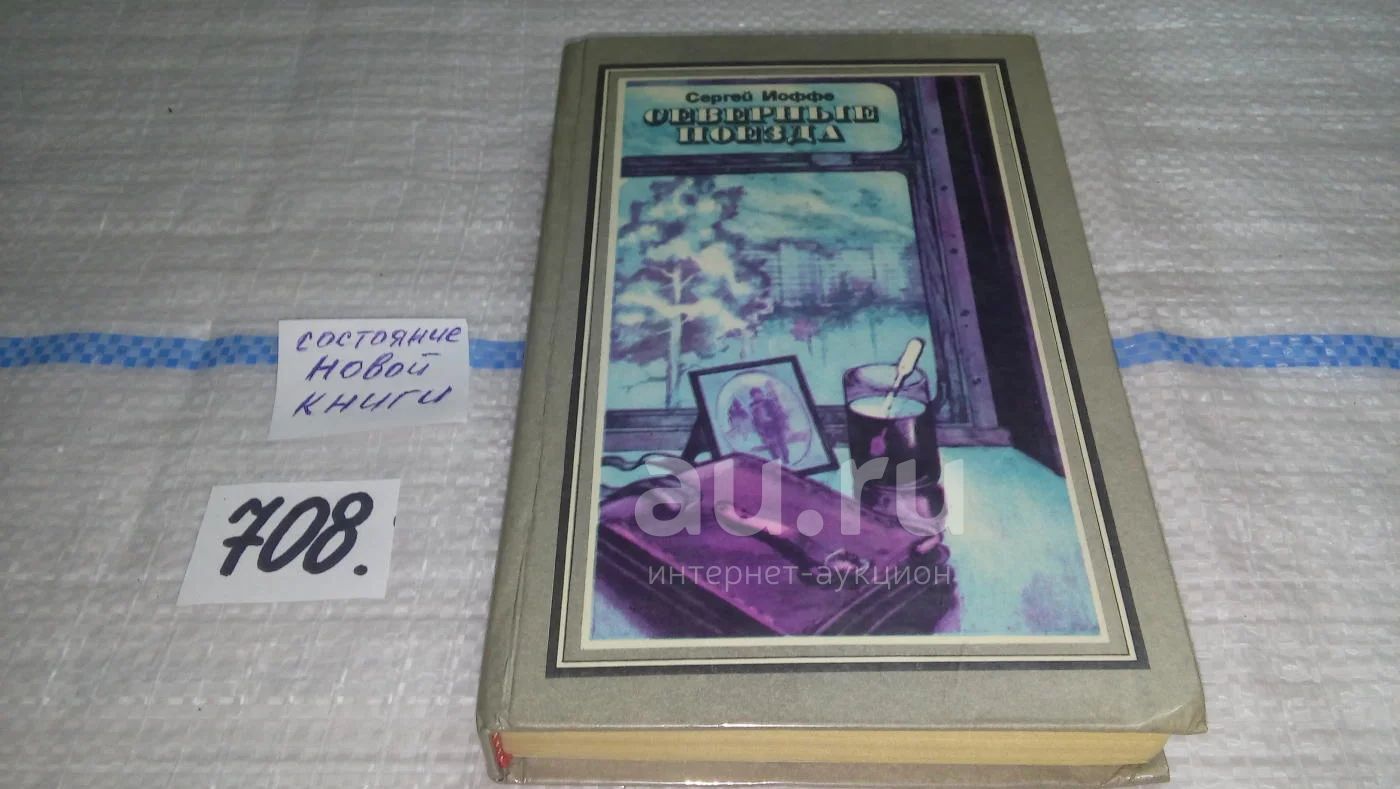 Сергей Иоффе
СЕВЕРНЫЕ
ПОЕЗДА
состояние
новой
книги
708.
au.ru
интернет-аукцион